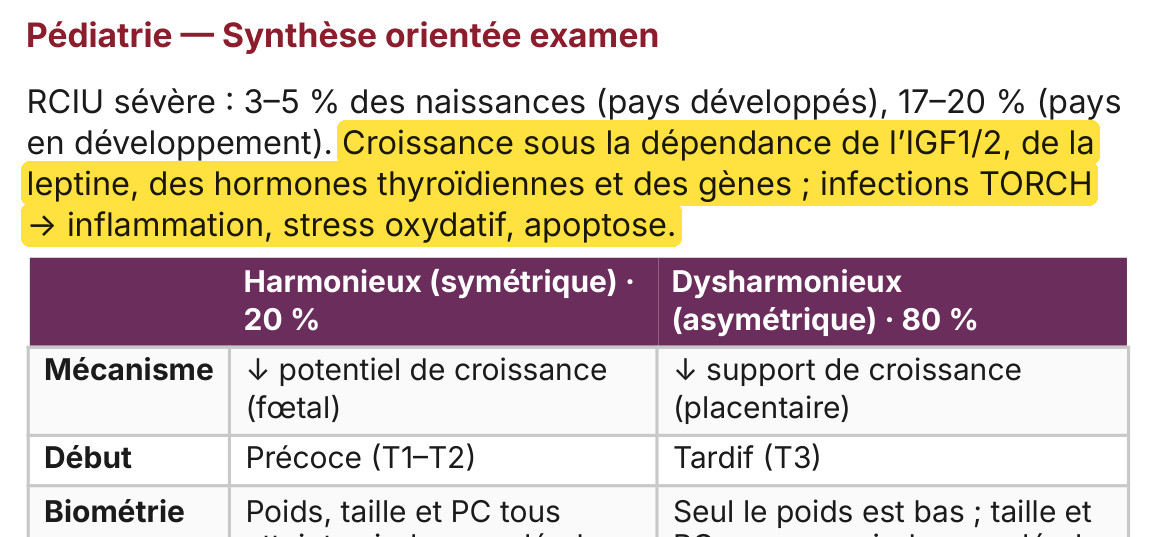 Pédiatrie — Synthèse orientée examen
RCIU sévère : 3–5 % des naissances (pays développés), 17–20 % (pays
en développement). Croissance sous la dépendance de l’IGF1/2, de la
leptine, des hormones thyroïdiennes et des gènes ; infections TORCH
→ inflammation, stress oxydatif, apoptose.
Harmonieux (symétrique) ·
20 %
Dysharmonieux
(asymétrique) · 80 %
Mécanisme
↓ potentiel de croissance
(fœtal)
↓ support de croissance
(placentaire)
Début
Précoce (T1–T2)
Tardif (T3)
Biométrie
Poids, taille et PC tous
Seul le poids est bas ; taille et